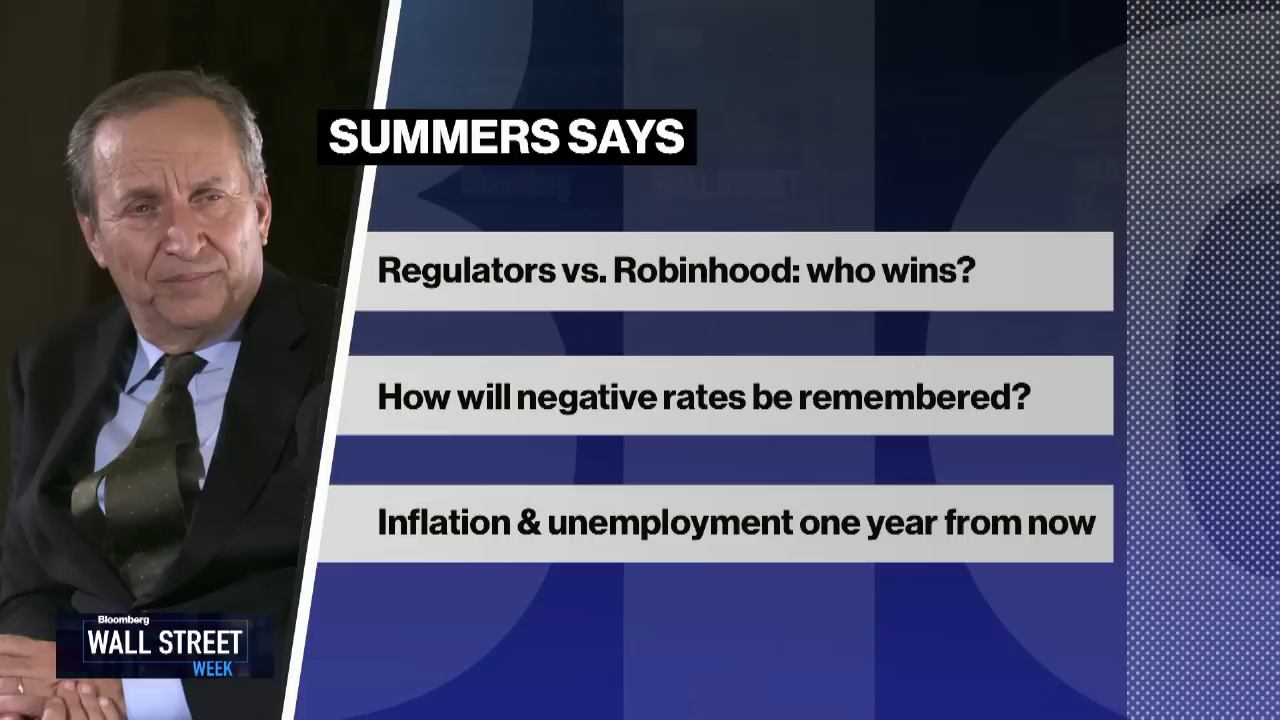 SUMMERS SAYS
Regulators vs. Robinhood: who wins?
How will negative rates be remembered?
Inflation & unemployment one year from now
Bloomberg
WALL STREET
WEEK